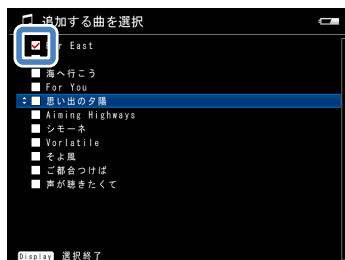 追加する曲を選択
r East
海へ行こう
For You
思い出の夕陽
Aiming Highways
シモーネ
Vorlatile
そよ風
ご都合つけば
声が聴きたくて
Display 選択終了